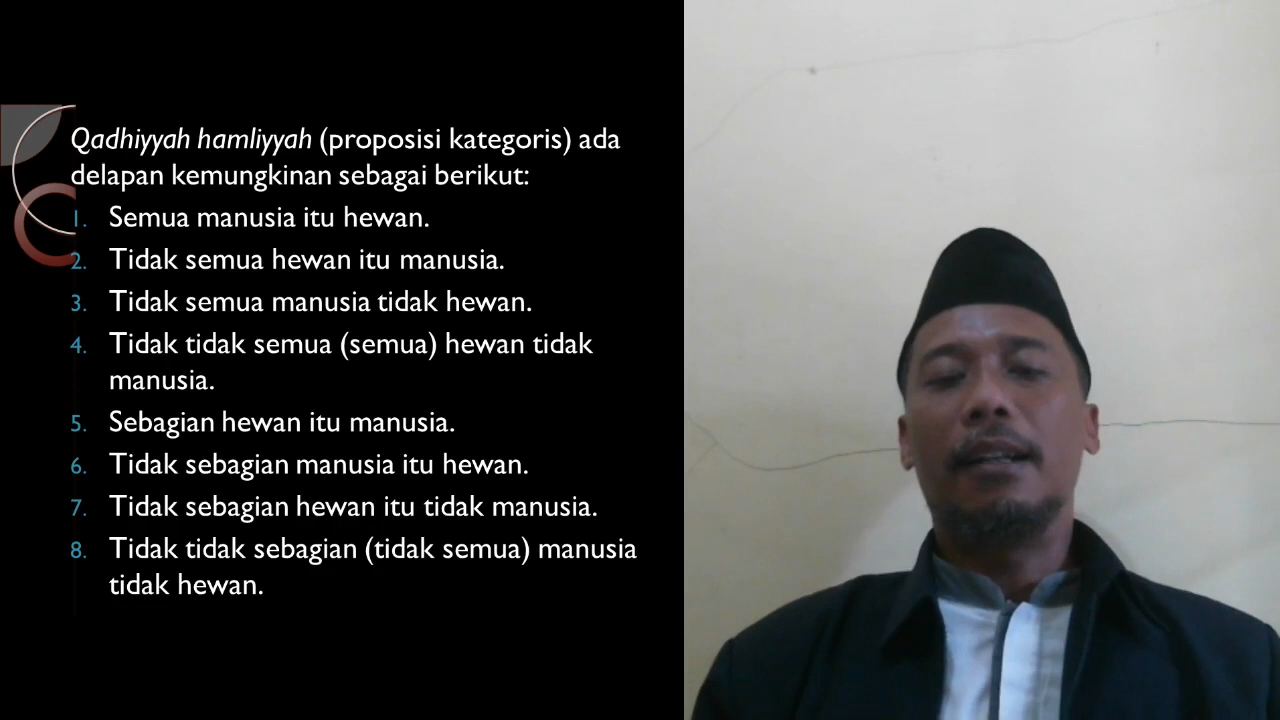 Qadhiyyah hamliyyah (proposisi kategoris) ada
delapan kemungkinan sebagai berikut:
1. Semua manusia itu hewan.
2. Tidak semua hewan itu manusia.
3. Tidak semua manusia tidak hewan.
4. Tidak tidak semua (semua) hewan tidak
manusia.
5. Sebagian hewan itu manusia.
6. Tidak sebagian manusia itu hewan.
7. Tidak sebagian hewan itu tidak manusia.
8. Tidak tidak sebagian (tidak semua) manusia
tidak hewan.